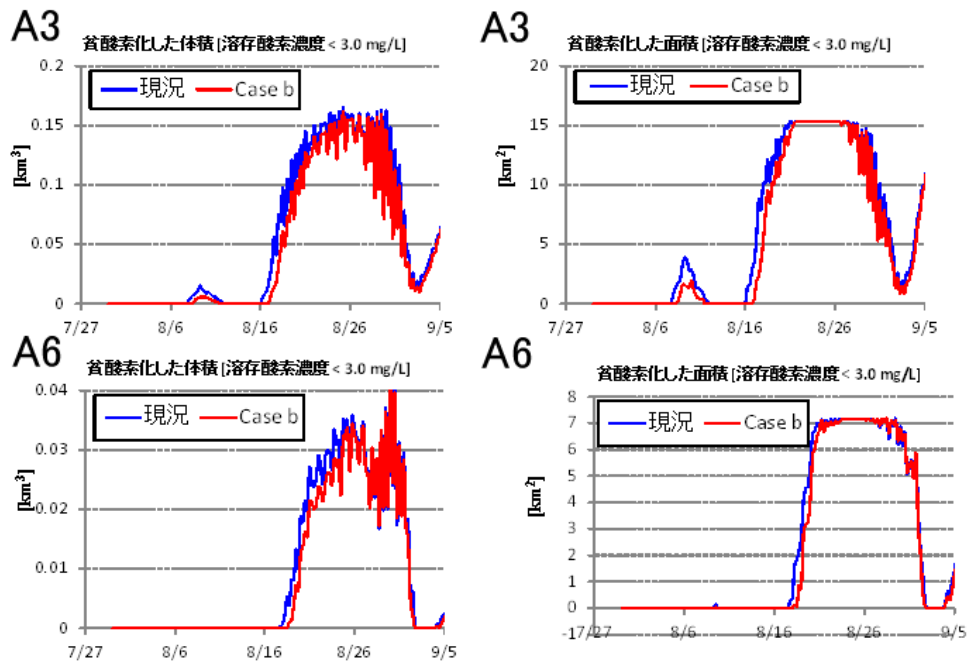 A3
貧酸素化した体積 [溶存酸素濃度 < 3.0 mg/L]
0.2
0.15
0.1
0.05
0
[km³]
現況
Case b
7/27
8/6
8/16
8/26
9/5
A3
貧酸素化した面積 [溶存酸素濃度 < 3.0 mg/L]
20
15
10
5
0
[km²]
現況
Case b
7/27
8/6
8/16
8/26
9/5
A6
貧酸素化した体積 [溶存酸素濃度 < 3.0 mg/L]
0.04
0.03
0.02
0.01
0
[km³]
現況
Case b
7/27
8/6
8/16
8/26
9/5
A6
貧酸素化した面積 [溶存酸素濃度 < 3.0 mg/L]
8
7
6
5
4
3
2
1
0
-1
[km²]
現況
Case b
7/27
8/6
8/16
8/26
9/5